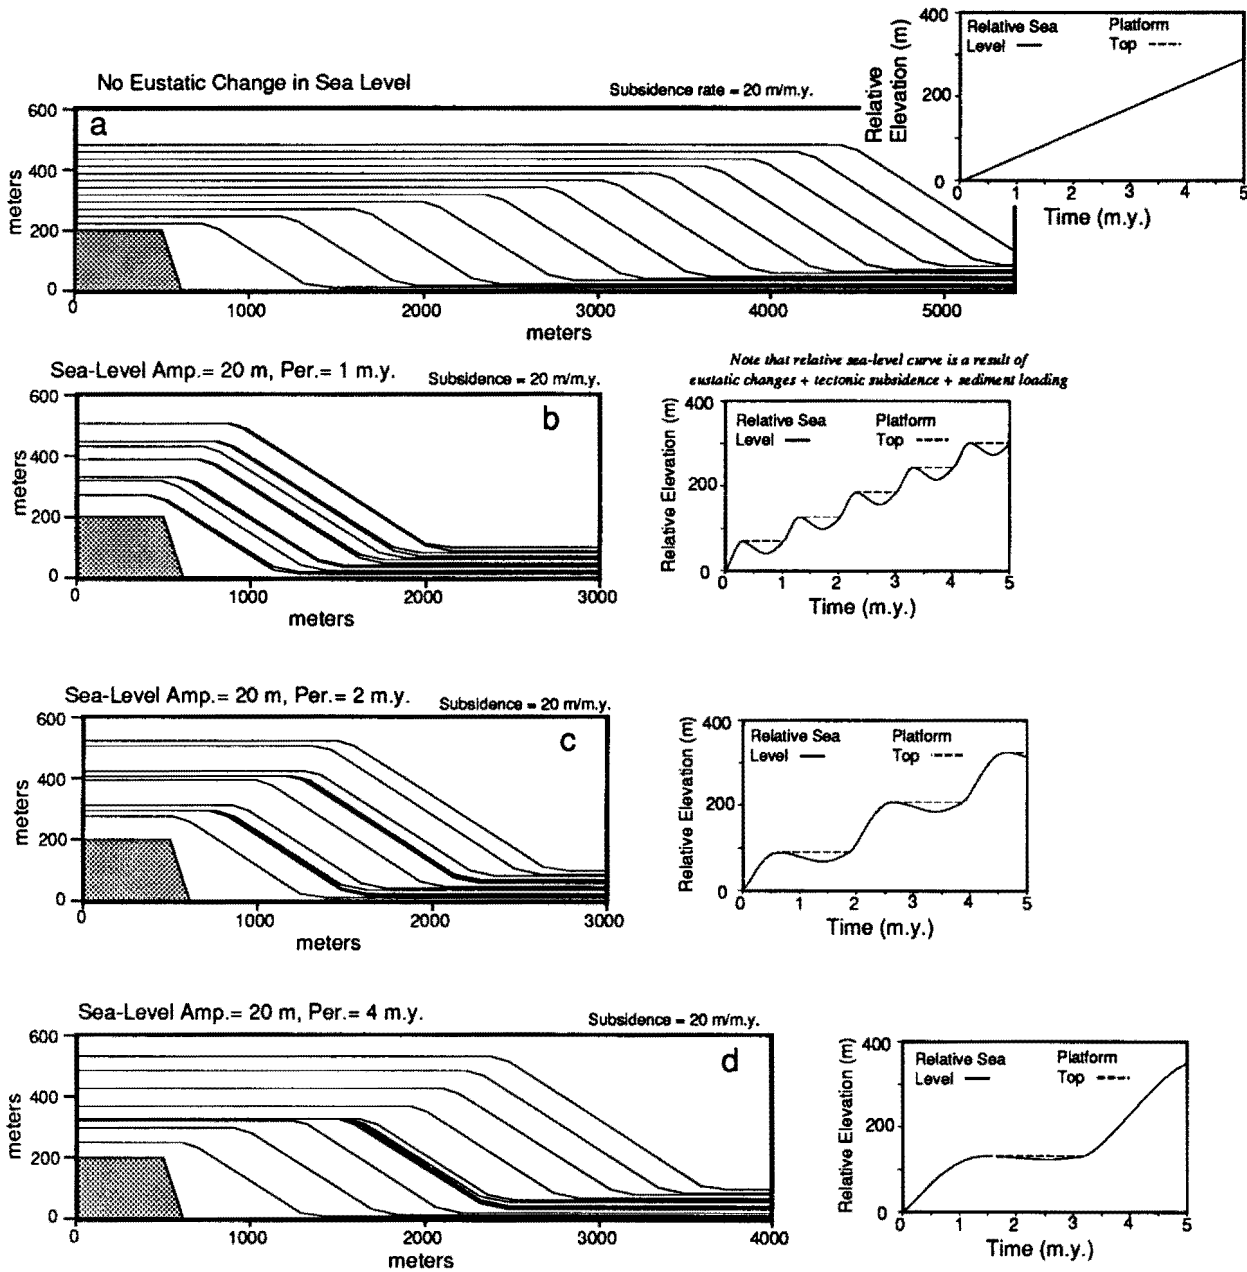 No Eustatic Change in Sea Level
Subsidence rate = 20 m/m.y.
a
600
400
200
0
meters
0
1000
2000
3000
4000
5000
meters
400
200
0
Relative
Elevation (m)
Relative Sea
Level
Platform
Top
0
1
2
3
4
5
Time (m.y.)
Sea-Level Amp.= 20 m, Per.= 1 m.y.
Subsidence = 20 m/m.y.
b
600
400
200
0
meters
0
1000
2000
3000
meters
Note that relative sea-level curve is a result of
eustatic changes + tectonic subsidence + sediment loading
400
200
0
Relative Elevation (m)
Relative Sea
Level
Platform
Top
0
1
2
3
4
5
Time (m.y.)
Sea-Level Amp.= 20 m, Per.= 2 m.y.
Subsidence = 20 m/m.y.
c
600
400
200
0
meters
0
1000
2000
3000
meters
400
200
0
Relative Elevation (m)
Relative Sea
Level
Platform
Top
0
1
2
3
4
5
Time (m.y.)
Sea-Level Amp.= 20 m, Per.= 4 m.y.
Subsidence = 20 m/m.y.
d
600
400
200
0
meters
0
1000
2000
3000
4000
meters
400
200
0
Relative Elevation (m)
Relative Sea
Level
Platform
Top
0
1
2
3
4
5
Time (m.y.)